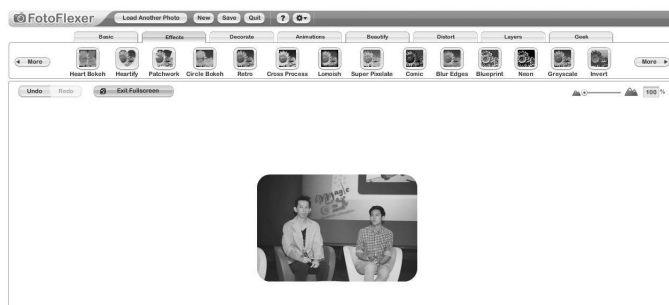 FotoFlexer Load Another Photo New Save Quit ?
Basic Effects Decorate Animations Beautify Distort Layers Geek
More Heart Bokeh Heartify Patchwork Circle Bokeh Retro Cross Process Lomoish Super Pixelate Comic Blur Edges Blueprint Neon Greyscale Invert More
Undo Redo Exit Fullscreen 100 %